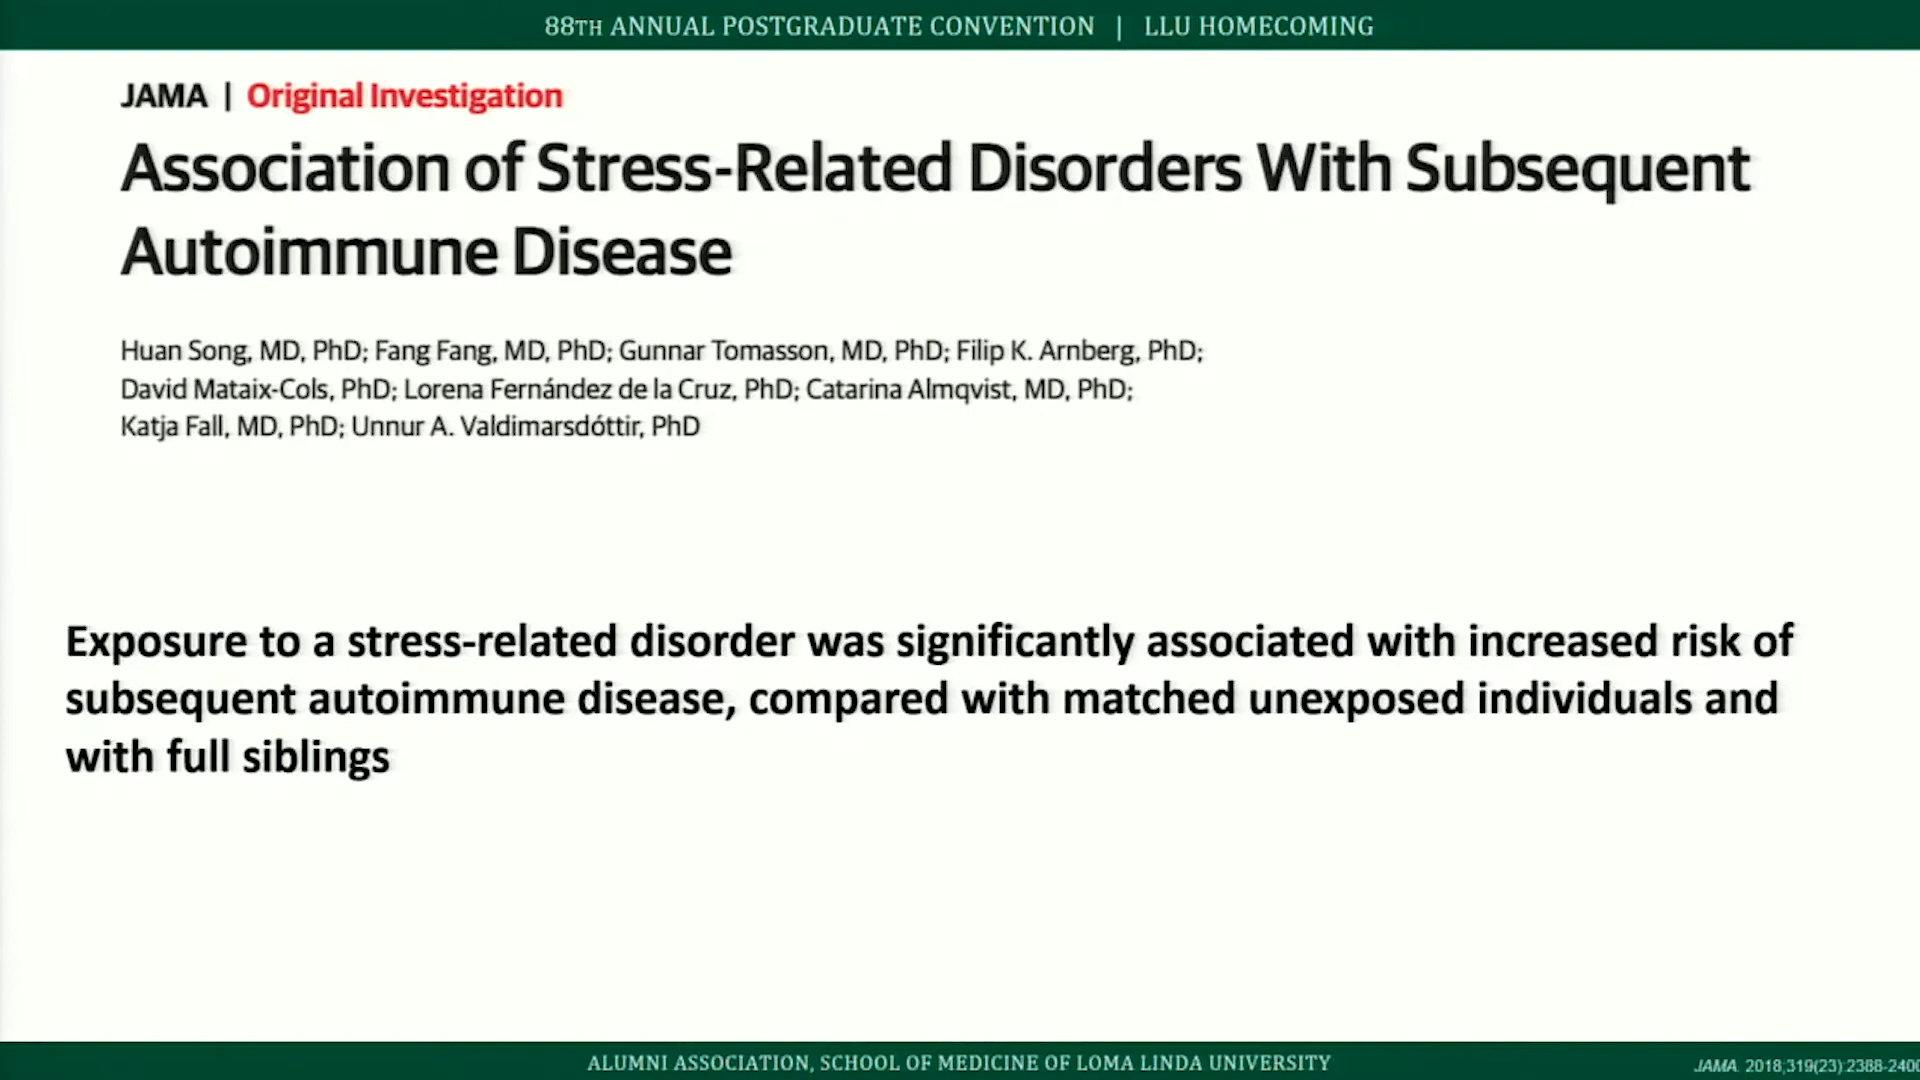 88TH ANNUAL POSTGRADUATE CONVENTION | LLU HOMECOMING
JAMA | Original Investigation
Association of Stress-Related Disorders With Subsequent
Autoimmune Disease
Huan Song, MD, PhD; Fang Fang, MD, PhD; Gunnar Tomasson, MD, PhD; Filip K. Arnberg, PhD;
David Mataix-Cols, PhD; Lorena Fernández de la Cruz, PhD; Catarina Almqvist, MD, PhD;
Katja Fall, MD, PhD; Unnur A. Valdimarsdóttir, PhD
Exposure to a stress-related disorder was significantly associated with increased risk of
subsequent autoimmune disease, compared with matched unexposed individuals and
with full siblings
ALUMNI ASSOCIATION, SCHOOL OF MEDICINE OF LOMA LINDA UNIVERSITY
JAMA. 2018;319(23):2388-2400